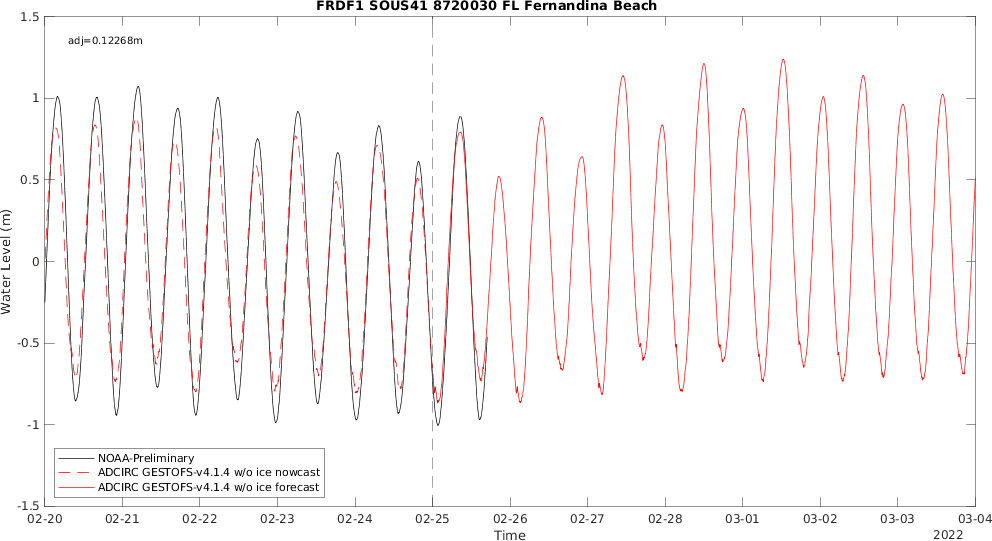 FRDF1 SOUS41 8720030 FL Fernandina Beach
1.5
adj=0.12268m
1
0.5
0
-0.5
-1
-1.5
Water Level (m)
NOAA-Preliminary
ADCIRC GESTOFS-v4.1.4 w/o ice nowcast
ADCIRC GESTOFS-v4.1.4 w/o ice forecast
02-20 02-21 02-22 02-23 02-24 02-25 02-26 02-27 02-28 03-01 03-02 03-03 03-04
Time
2022